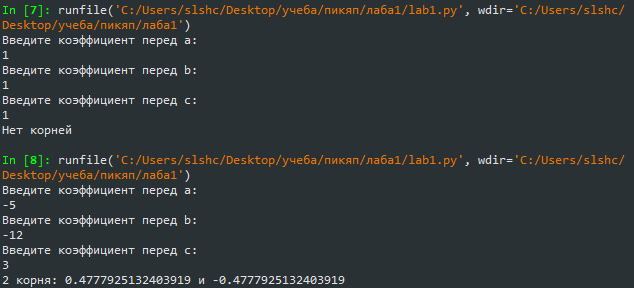 In [7]: runfile('C:/Users/slshc/Desktop/учеба/пикяп/лаба1/lab1.py', wdir='C:/Users/slshc/
Desktop/учеба/пикяп/лаба1')
Введите коэффициент перед a:
1
Введите коэффициент перед b:
1
Введите коэффициент перед c:
1
Нет корней
In [8]: runfile('C:/Users/slshc/Desktop/учеба/пикяп/лаба1/lab1.py', wdir='C:/Users/slshc/
Desktop/учеба/пикяп/лаба1')
Введите коэффициент перед a:
-5
Введите коэффициент перед b:
-12
Введите коэффициент перед c:
3
2 корня: 0.4777925132403919 и -0.4777925132403919